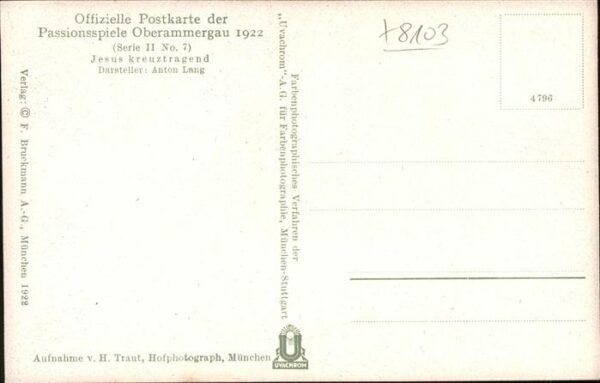 Offizielle Postkarte der
Passionsspiele Oberammergau 1922
(Serie II No. 7)
Jesus kreuztragend
Darsteller: Anton Lang
Verlag: © F. Bruckmann A.-G., München 1922
Aufnahme v. H. Traut, Hofphotograph, München
Farbenphotographisches Verfahren der
„Uvachrom“-A.G. für Farbenphotographie, München-Stuttgart
U
UVACHROM
+8103
4796